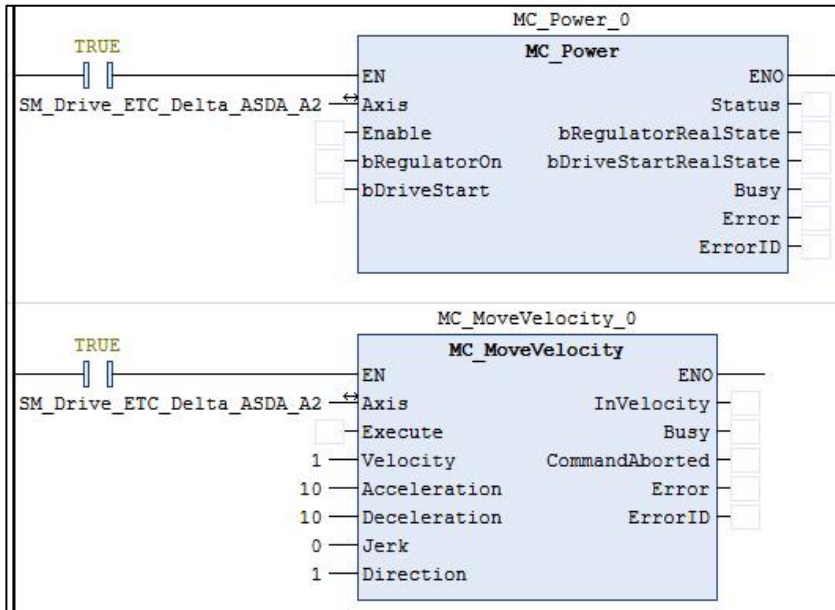 MC_Power_0
TRUE
MC_Power
EN ENO
SM_Drive_ETC_Delta_ASDA_A2 Axis Status
Enable bRegulatorRealState
bRegulatorOn bDriveStartRealState
bDriveStart Busy
Error
ErrorID
MC_MoveVelocity_0
TRUE
MC_MoveVelocity
EN ENO
SM_Drive_ETC_Delta_ASDA_A2 Axis InVelocity
Execute Busy
1 Velocity CommandAborted
10 Acceleration Error
10 Deceleration ErrorID
0 Jerk
1 Direction